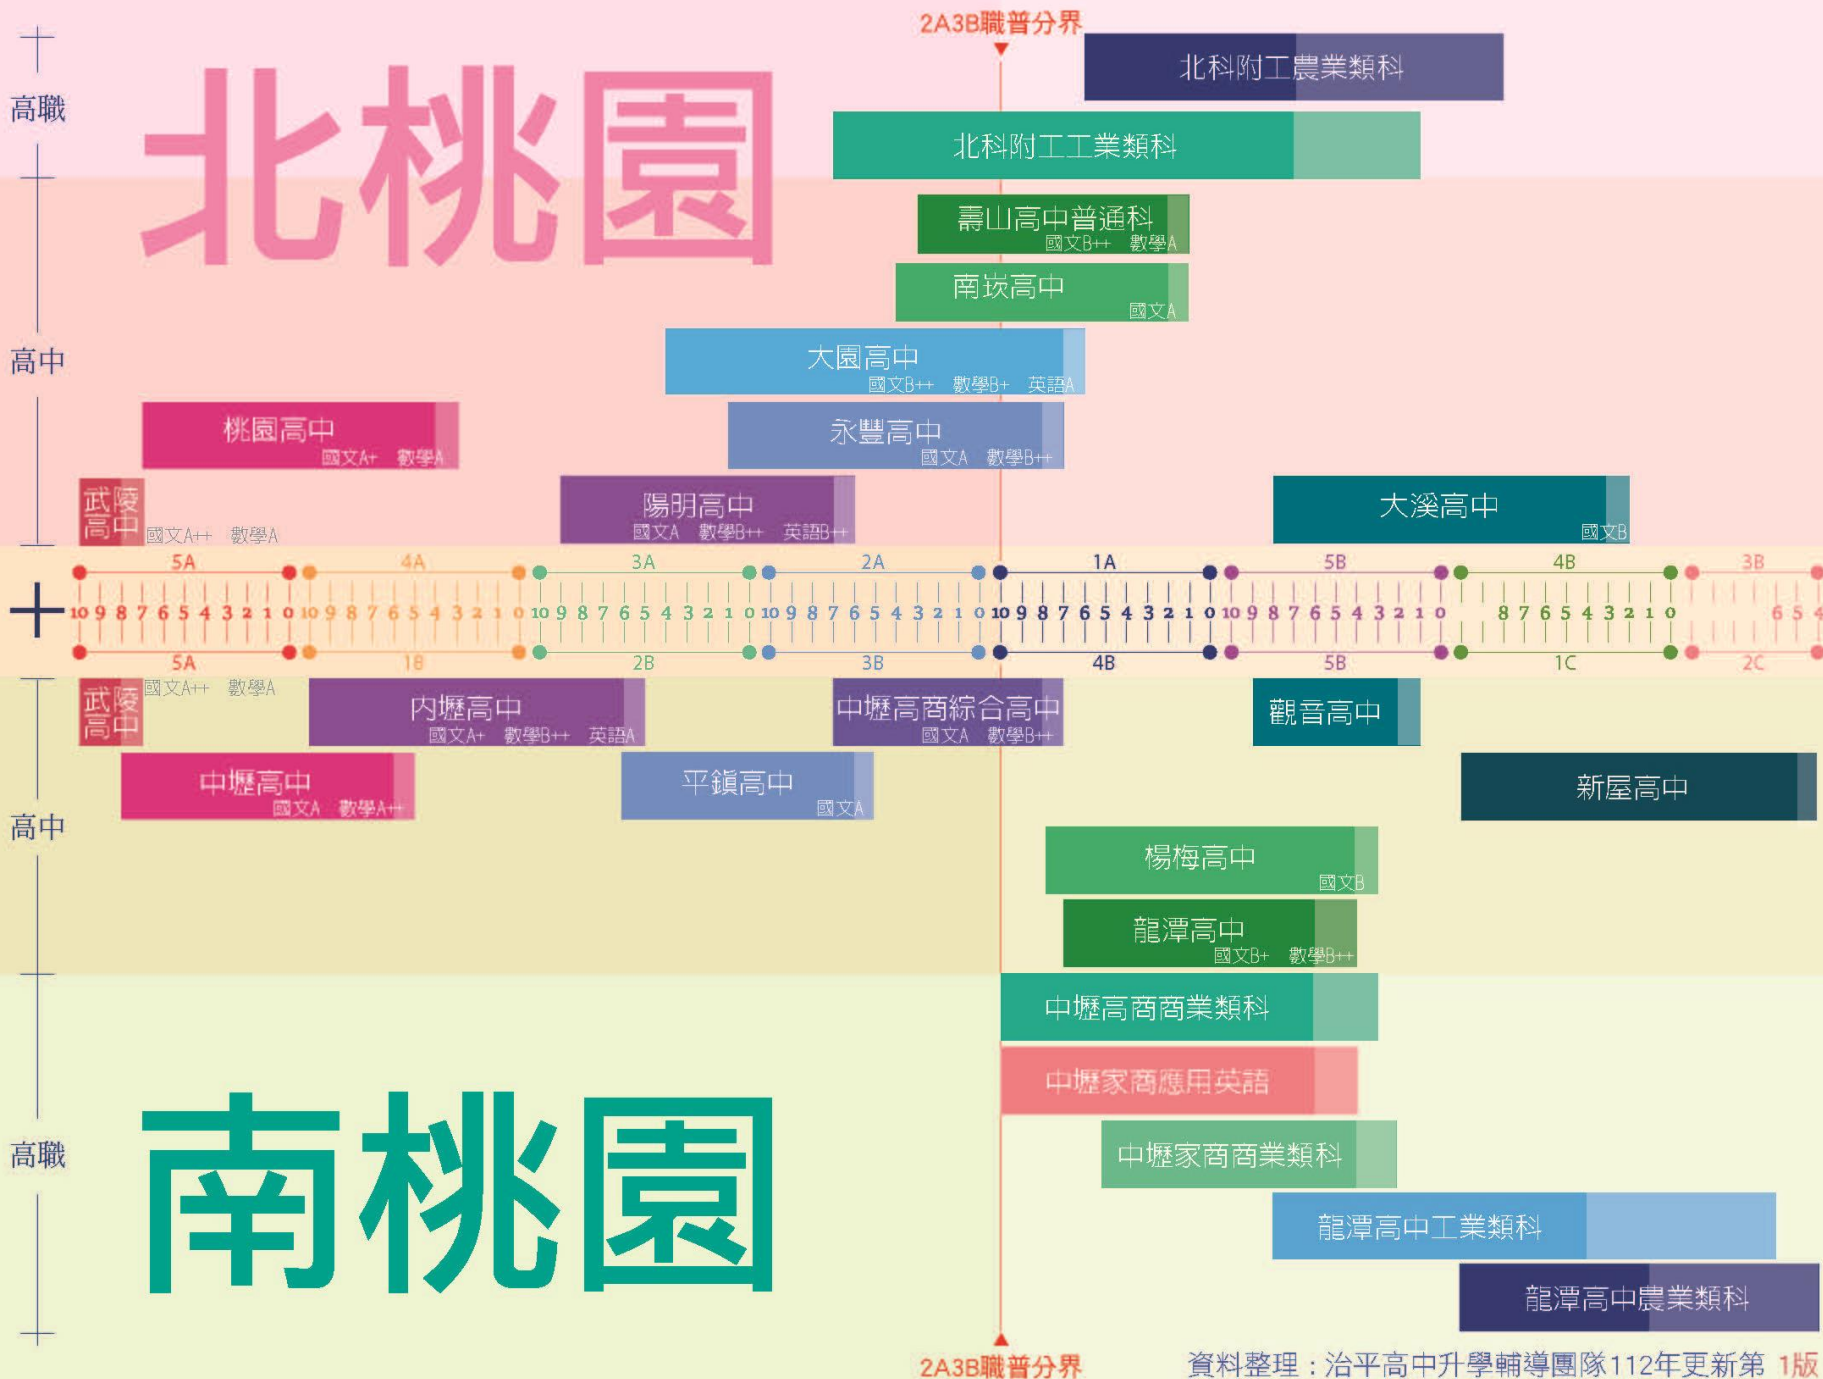 2A3B職普分界
北科附工農業類科
高職
北桃園
北科附工工業類科
壽山高中普通科
國文B++ 數學A
南崁高中
國文A
大園高中
國文B++ 數學B+ 英語A
高中
桃園高中
國文A+ 數學A
永豐高中
國文A 數學B++
武陵
高中
國文A++ 數學A
陽明高中
國文A 數學B++ 英語B++
大溪高中
國文B
5A 4A 3A 2A 1A 5B 4B 3B
+ 10 9 8 7 6 5 4 3 2 1 0 10 9 8 7 6 5 4 3 2 1 0 10 9 8 7 6 5 4 3 2 1 0 10 9 8 7 6 5 4 3 2 1 0 10 9 8 7 6 5 4 3 2 1 0 10 9 8 7 6 5 4 3 2 1 0 8 7 6 5 4 3 2 1 0 6 5 4
5A 1B 2B 3B 4B 5B 1C 2C
武陵
高中
國文A++ 數學A
內壢高中
國文A+ 數學B++ 英語A
中壢高商綜合高中
國文A 數學B++
觀音高中
中壢高中
國文A 數學A++
平鎮高中
國文A
新屋高中
高中
楊梅高中
國文B
龍潭高中
國文B+ 數學B++
中壢高商商業類科
中壢家商應用英語
高職
南桃園
中壢家商商業類科
龍潭高中工業類科
龍潭高中農業類科
2A3B職普分界
資料整理：治平高中升學輔導團隊112年更新第 1版